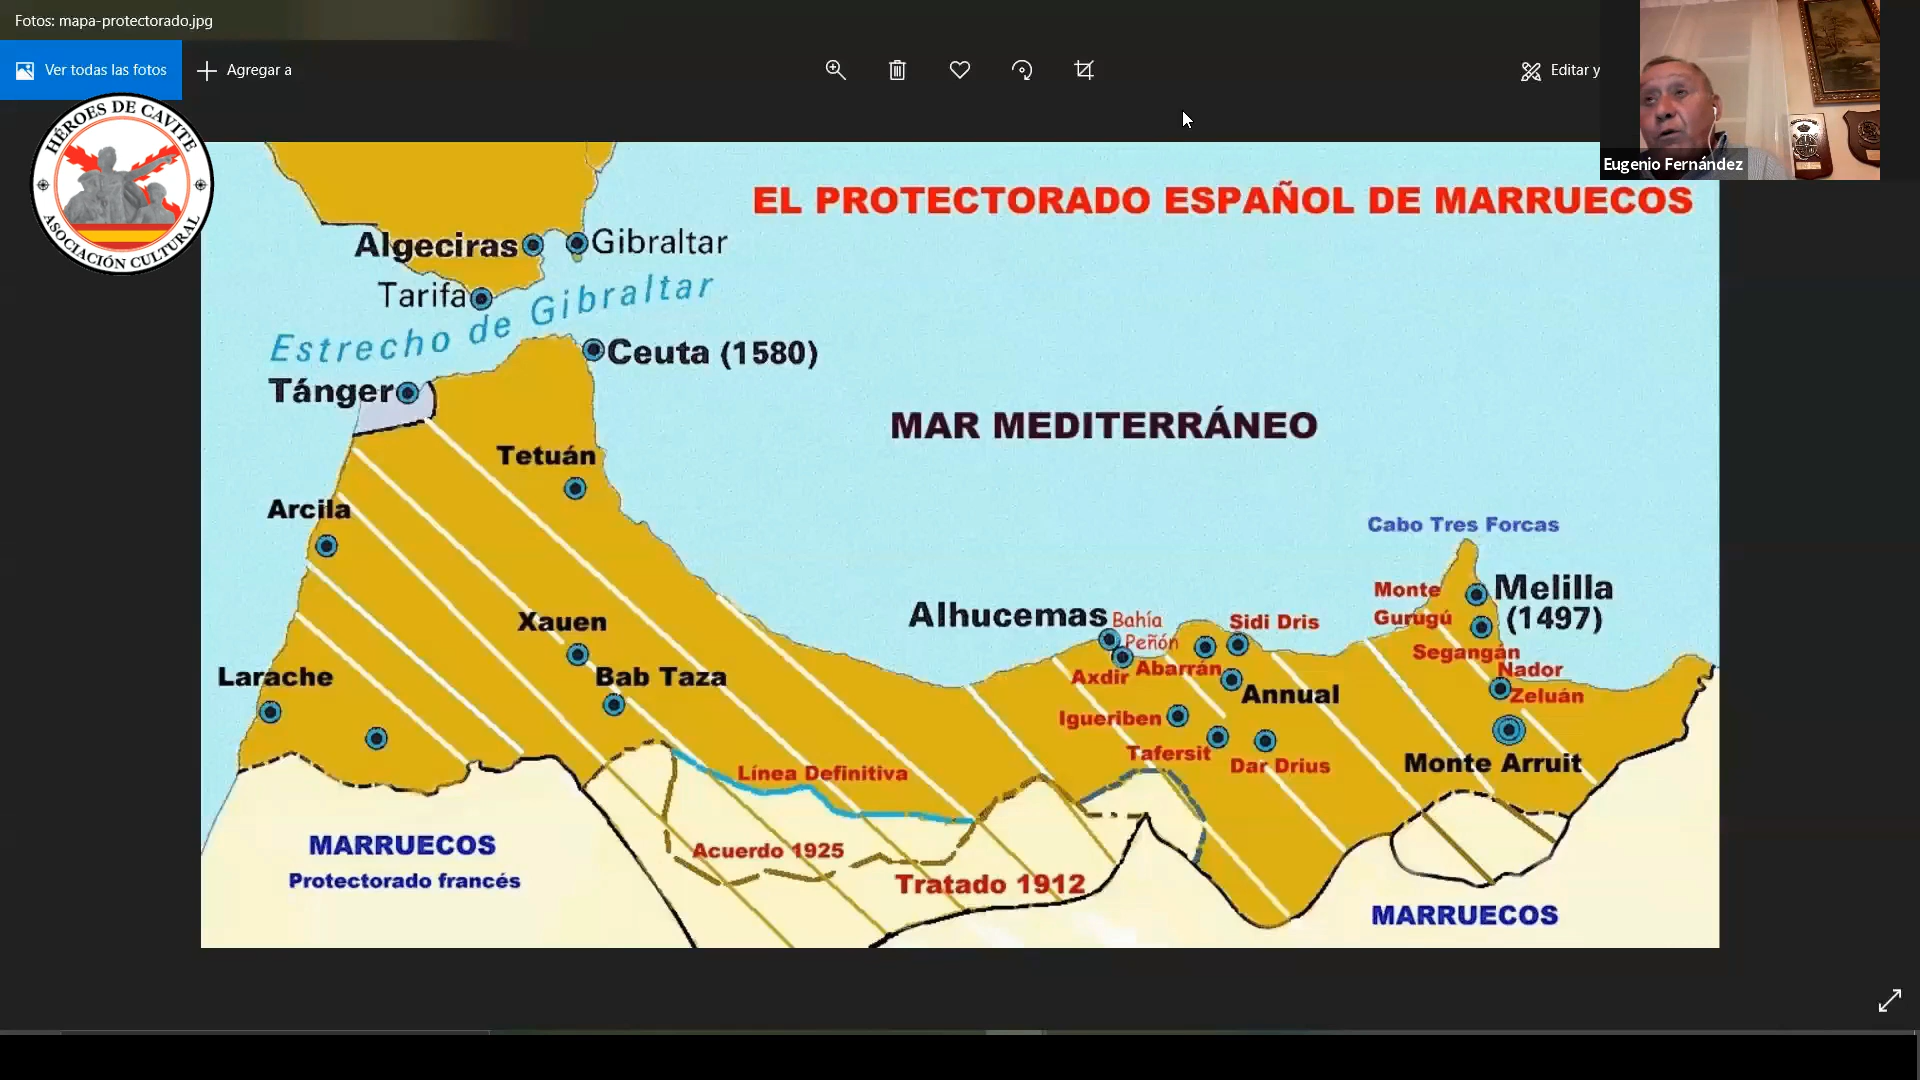 Fotos: mapa-protectorado.jpg
Ver todas las fotos
Agregar a
Editar y
HÉROES DE CAVITE
ASOCIACIÓN CULTURAL
Eugenio Fernández
EL PROTECTORADO ESPAÑOL DE MARRUECOS
Algeciras
Gibraltar
Tarifa
Estrecho de Gibraltar
Ceuta (1580)
Tánger
MAR MEDITERRÁNEO
Tetuán
Arcila
Cabo Tres Forcas
Monte
Gurugú
Melilla
(1497)
Alhucemas
Bahía
Peñón
Sidi Dris
Xauen
Segangán
Nador
Axdir
Abarrán
Larache
Bab Taza
Annual
Zeluán
Igueriben
Tafersit
Dar Drius
Monte Arruit
Línea Definitiva
MARRUECOS
Protectorado francés
Acuerdo 1925
Tratado 1912
MARRUECOS